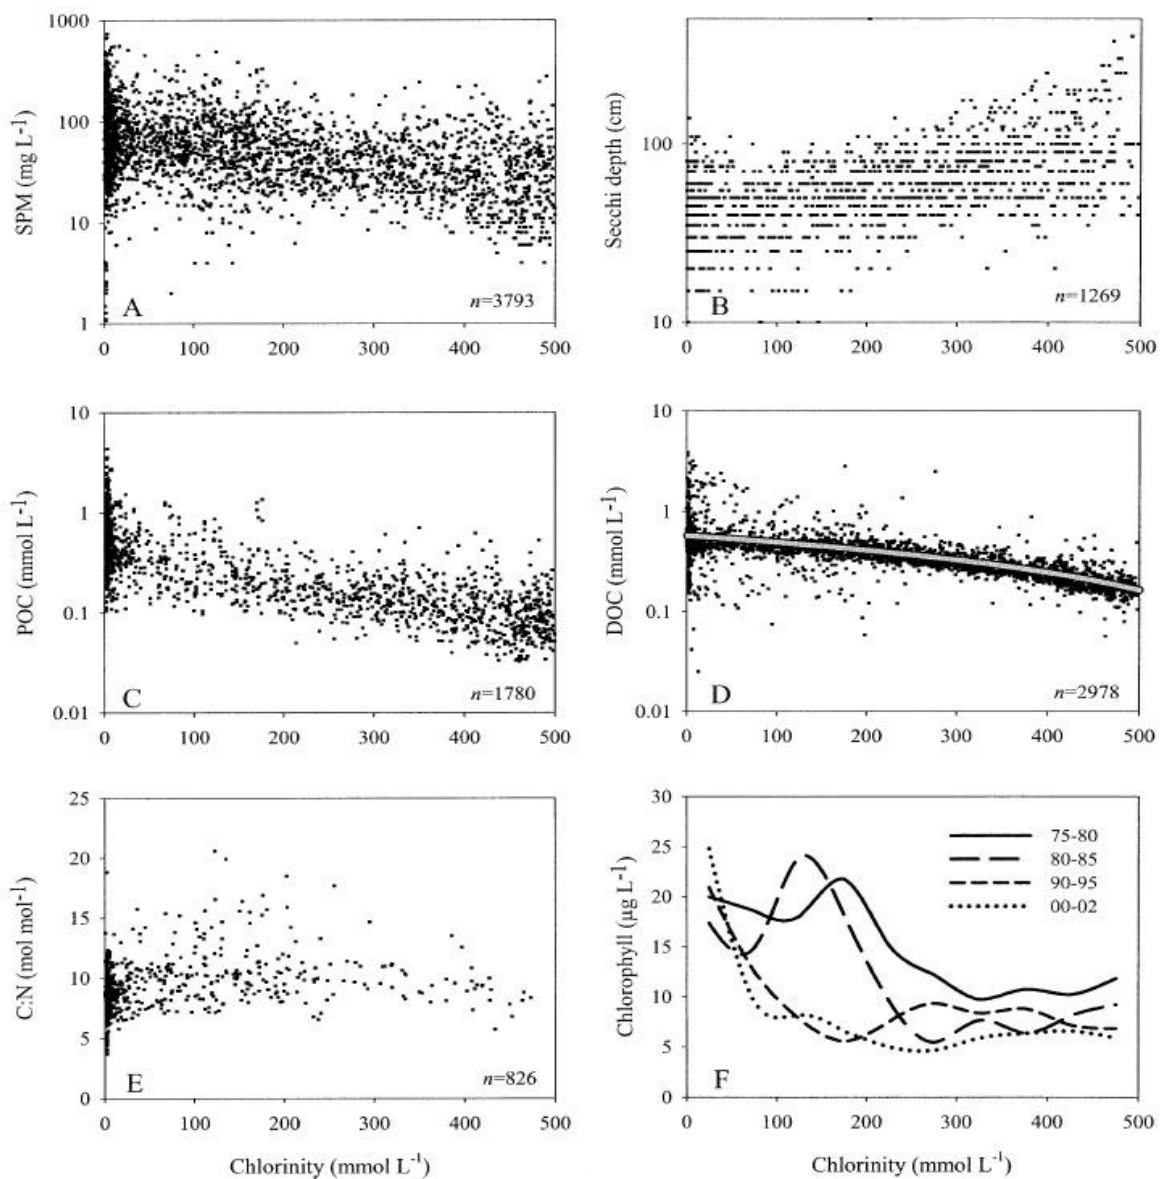 1000
100
10
1
SPM (mg L-1)
A
n=3793
0 100 200 300 400 500
100
10
Secchi depth (cm)
B
n=1269
0 100 200 300 400 500
10
1
0.1
0.01
POC (mmol L-1)
C
n=1780
0 100 200 300 400 500
10
1
0.1
0.01
DOC (mmol L-1)
D
n=2978
0 100 200 300 400 500
25
20
15
10
5
0
C:N (mol mol-1)
E
n=826
0 100 200 300 400 500
Chlorinity (mmol L-1)
30
25
20
15
10
5
0
Chlorophyll (µg L-1)
75-80
80-85
90-95
00-02
F
0 100 200 300 400 500
Chlorinity (mmol L-1)